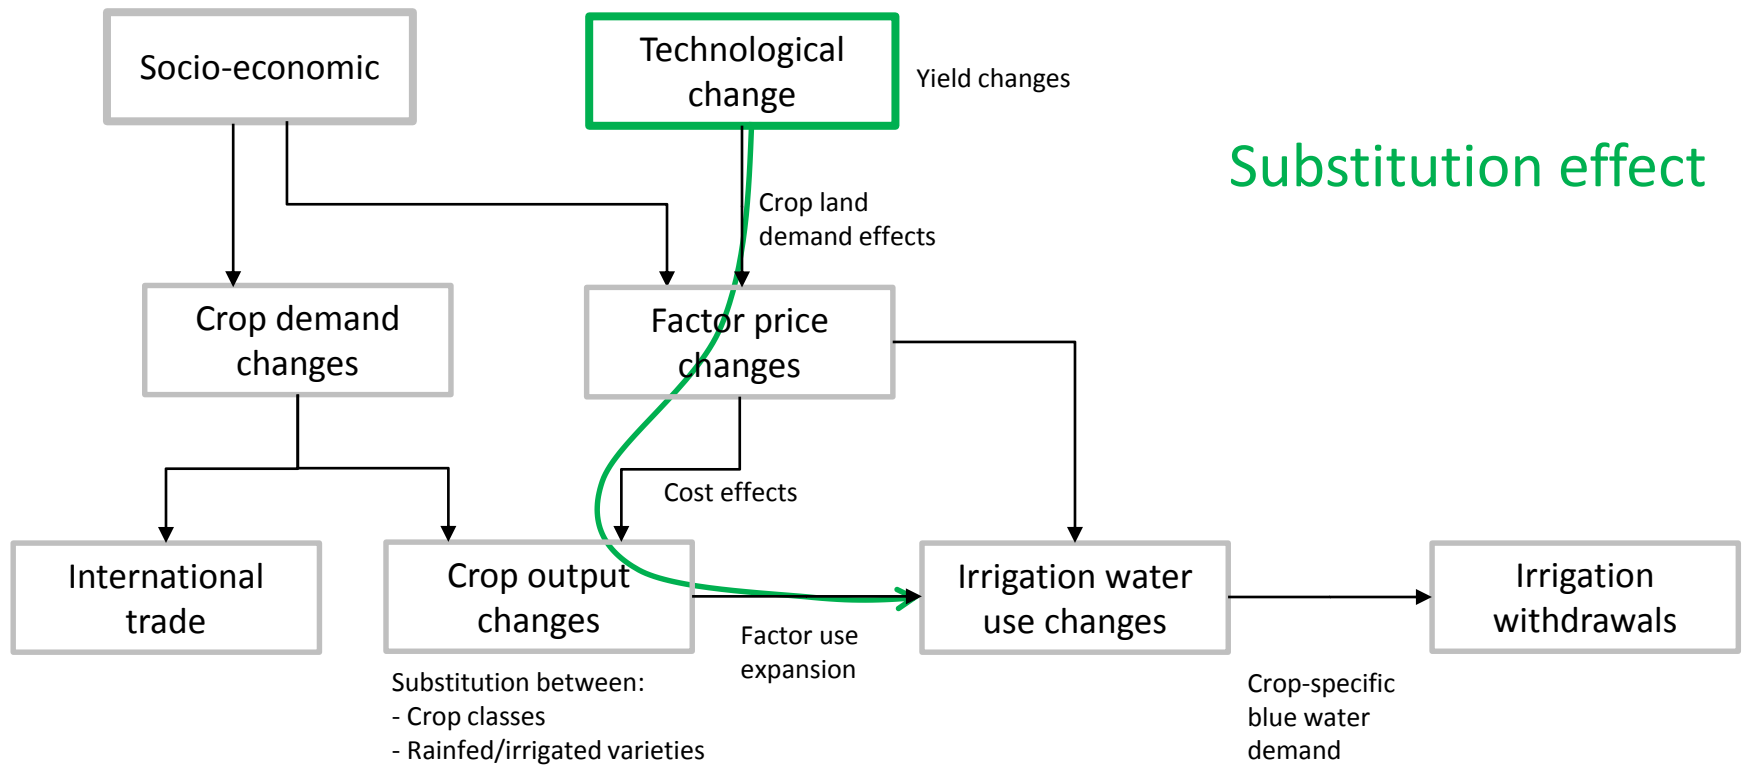 Socio-economic
Technological
change
Yield changes
Substitution effect
Crop land
demand effects
Crop demand
changes
Factor price
changes
Cost effects
International
trade
Crop output
changes
Factor use
expansion
Irrigation water
use changes
Irrigation
withdrawals
Substitution between:
- Crop classes
- Rainfed/irrigated varieties
Crop-specific
blue water
demand